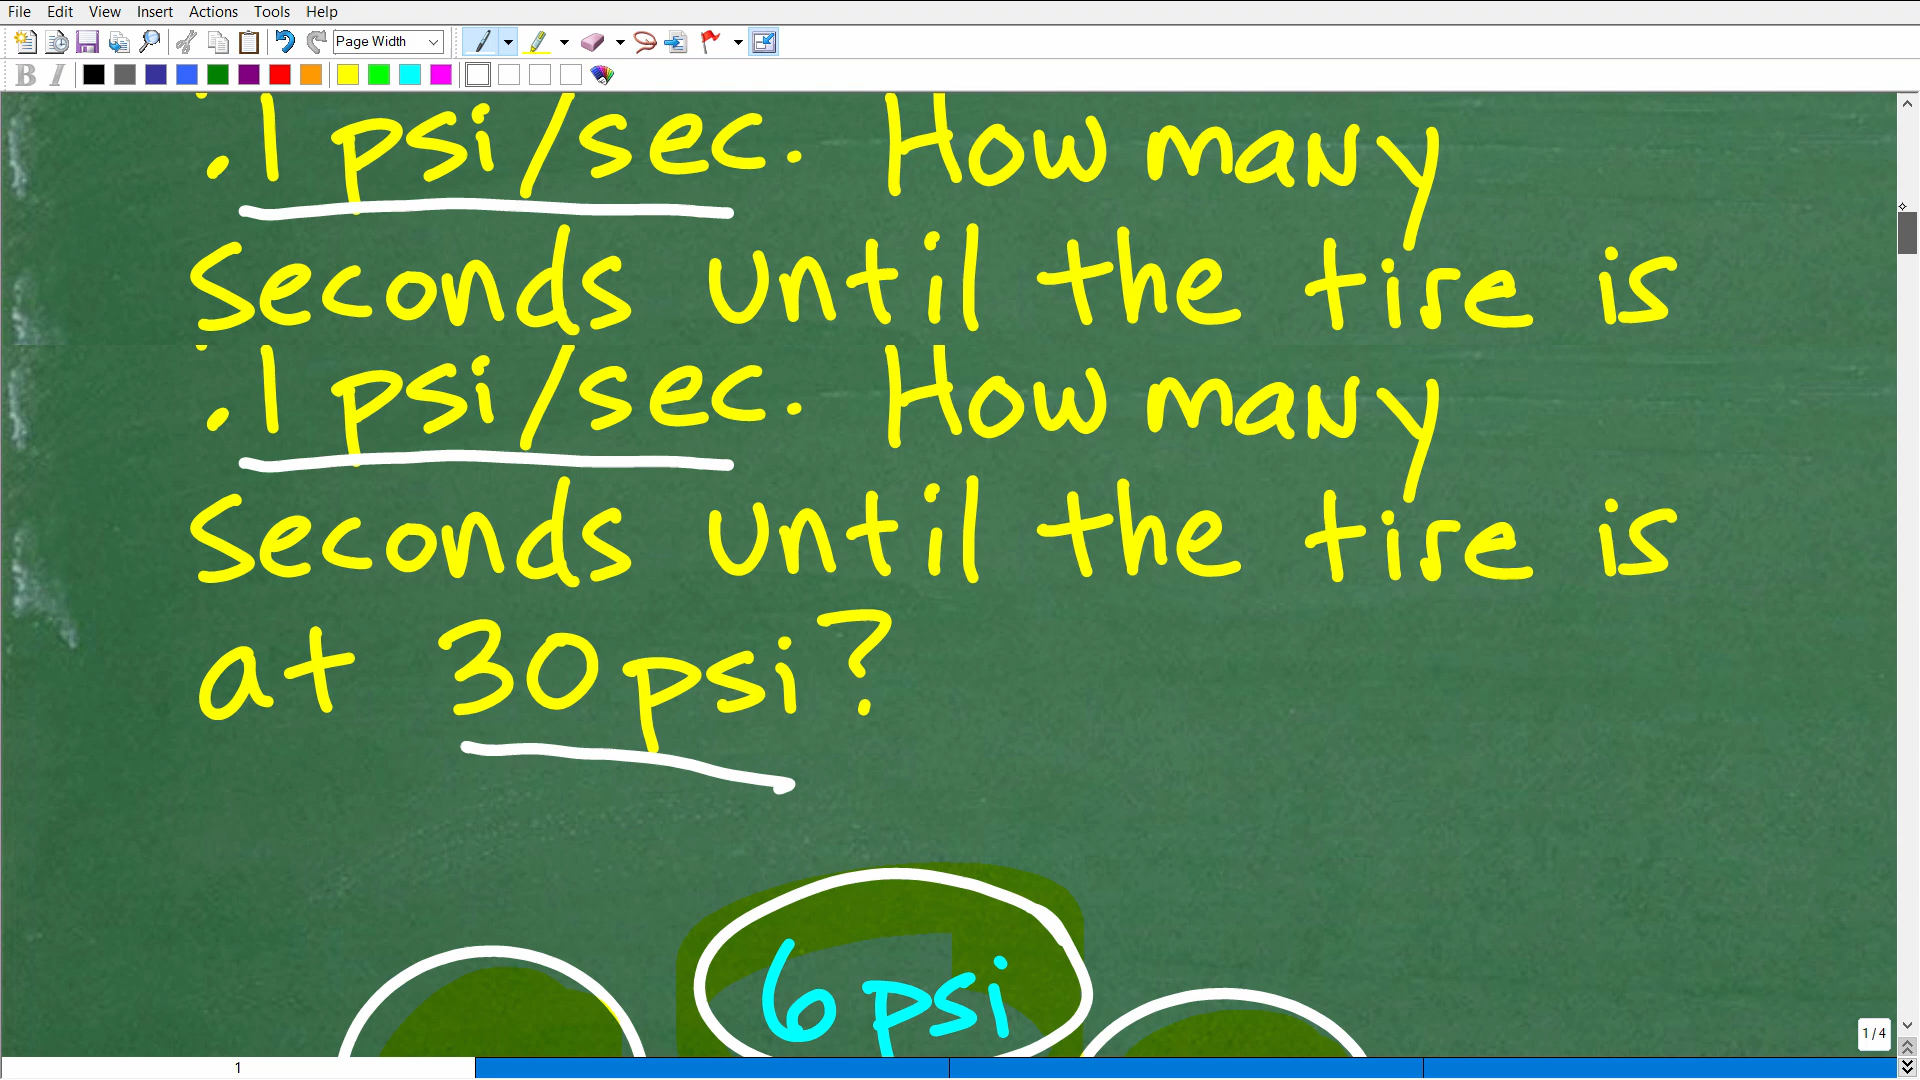 File Edit View Insert Actions Tools Help
Page Width
B I
.1 psi/sec. How many
seconds until the tire is
.1 psi/sec. How many
seconds until the tire is
at 30 psi?
6 psi
1 / 4
1